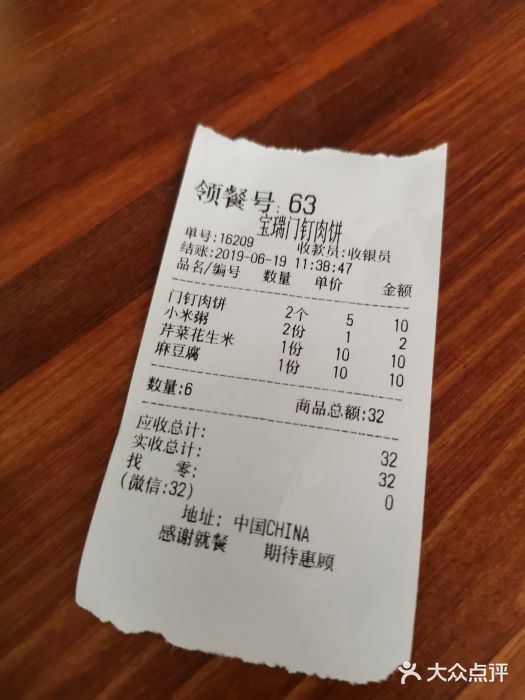 领餐号: 63
宝瑞门钉肉饼
单号:16209 收款员:收银员
结账:2019-06-19 11:38:47
品名/编号 数量 单价 金额
门钉肉饼 2个 5 10
小米粥 2份 1 2
芹菜花生米 1份 10 10
麻豆腐 1份 10 10
数量:6 商品总额:32
应收总计: 32
实收总计: 32
找 零: 0
(微信:32)
地址: 中国CHINA
感谢就餐 期待惠顾
大众点评